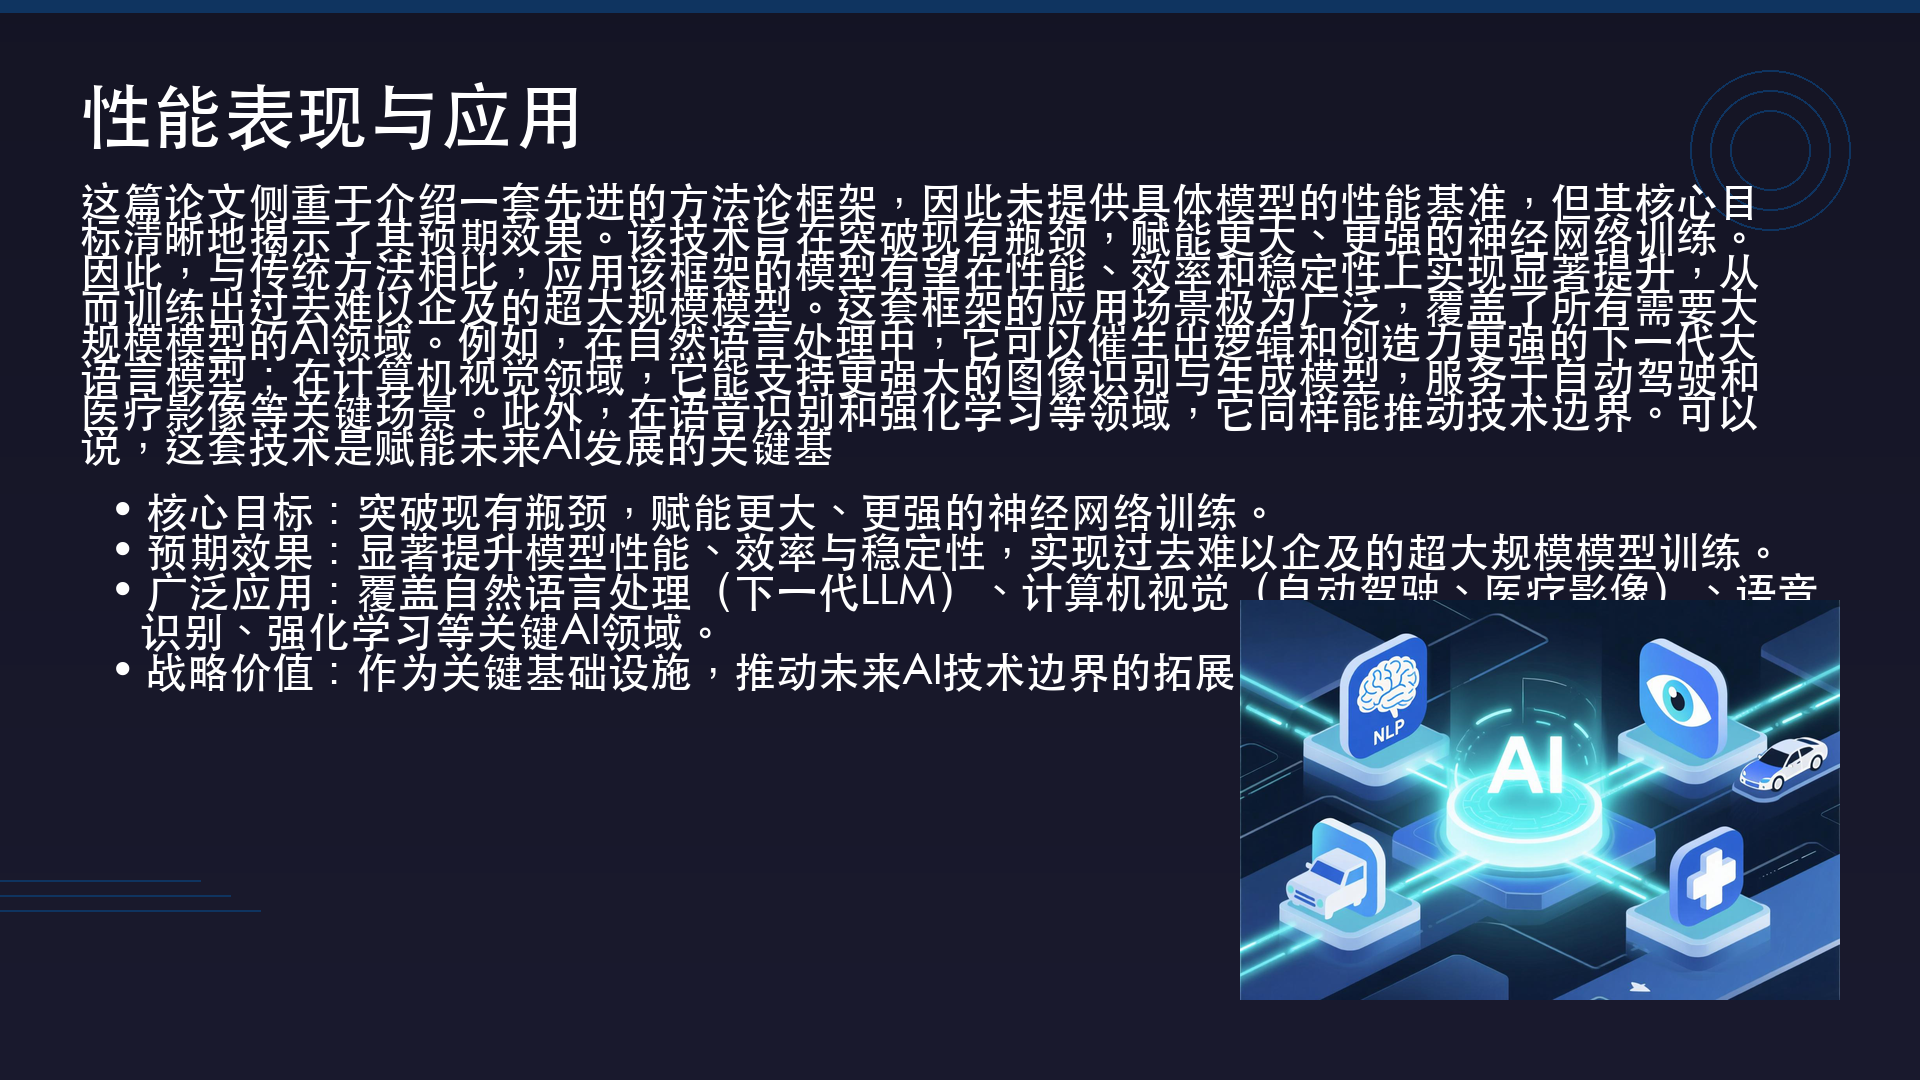 性能表现与应用
这篇论文侧重于介绍一套先进的方法论框架，因此未提供具体模型的性能基准，但其核心目
标清晰地揭示了其预期效果。该技术旨在突破现有瓶颈，赋能更大、更强的神经网络训练。
因此，与传统方法相比，应用该框架的模型有望在性能、效率和稳定性上实现显著提升，从
而训练出过去难以企及的超大规模模型。这套框架的应用场景极为广泛，覆盖了所有需要大
规模模型的AI领域。例如，在自然语言处理中，它可以催生出逻辑和创造力更强的下一代大
语言模型；在计算机视觉领域，它能支持更强大的图像识别与生成模型，服务于自动驾驶和
医疗影像等关键场景。此外，在语音识别和强化学习等领域，它同样能推动技术边界。可以
说，这套技术是赋能未来AI发展的关键基
• 核心目标：突破现有瓶颈，赋能更大、更强的神经网络训练。
• 预期效果：显著提升模型性能、效率与稳定性，实现过去难以企及的超大规模模型训练。
• 广泛应用：覆盖自然语言处理（下一代LLM）、计算机视觉（自动驾驶、医疗影像）、语音
识别、强化学习等关键AI领域。
• 战略价值：作为关键基础设施，推动未来AI技术边界的拓展
NLP
AI